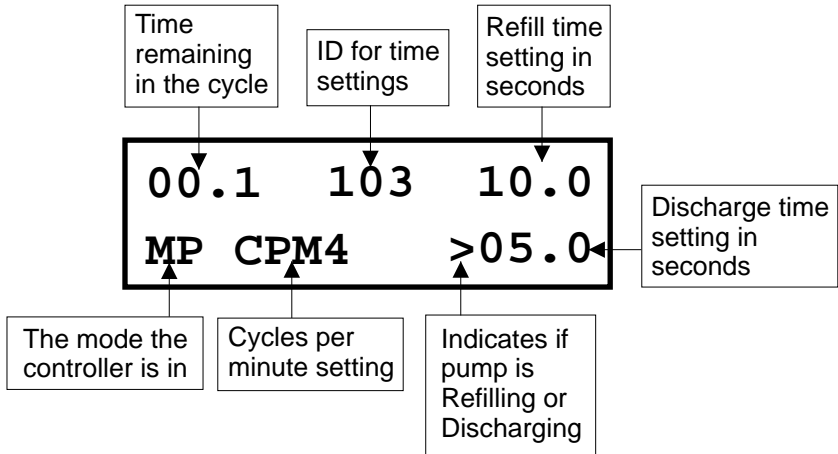 Time
remaining
in the cycle
ID for time
settings
Refill time
setting in
seconds
00.1 103 10.0
MP CPM4 >05.0
Discharge time
setting in
seconds
The mode the
controller is in
Cycles per
minute setting
Indicates if
pump is
Refilling or
Discharging